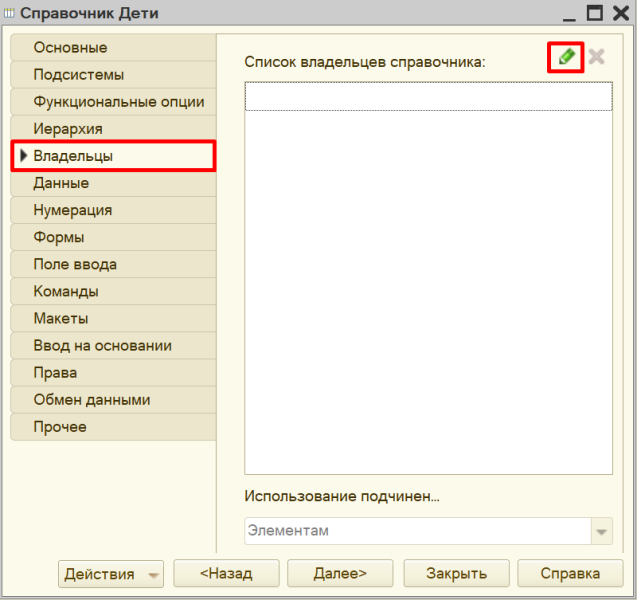 Справочник Дети
Основные
Подсистемы
Функциональные опции
Иерархия
Владельцы
Данные
Нумерация
Формы
Поле ввода
Команды
Макеты
Ввод на основании
Права
Обмен данными
Прочее
Список владельцев справочника:
Использование подчинен...
Элементам
Действия
<Назад
Далее>
Закрыть
Справка